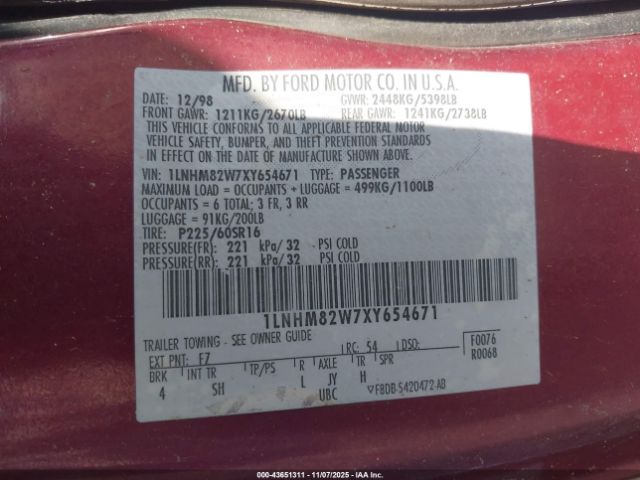 MFD. BY FORD MOTOR CO. IN U.S.A.
DATE: 12/98 GVWR: 2448KG/5398LB
FRONT GAWR: 1211KG/2670LB REAR GAWR: 1241KG/2738LB
THIS VEHICLE CONFORMS TO ALL APPLICABLE FEDERAL MOTOR
VEHICLE SAFETY, BUMPER, AND THEFT PREVENTION STANDARDS
IN EFFECT ON THE DATE OF MANUFACTURE SHOWN ABOVE.
VIN: 1LNHM82W7XY654671 TYPE: PASSENGER
MAXIMUM LOAD = OCCUPANTS + LUGGAGE = 499KG/1100LB
OCCUPANTS = 6 TOTAL; 3 FR, 3 RR
LUGGAGE = 91KG/200LB
TIRE: P225/60SR16
PRESSURE(FR): 221 kPa/ 32 PSI COLD
PRESSURE(RR): 221 kPa/ 32 PSI COLD
1LNHM82W7XY654671
TRAILER TOWING - SEE OWNER GUIDE
EXT PNT: F7 RC: 54 DSO: F0076
BRK INT TR TP/PS R AXLE TR SPR R0068
4 SH L JY H
UBC ▽FBDB-5420472-AB
000-43651311 - 11/07/2025 - IAA Inc.